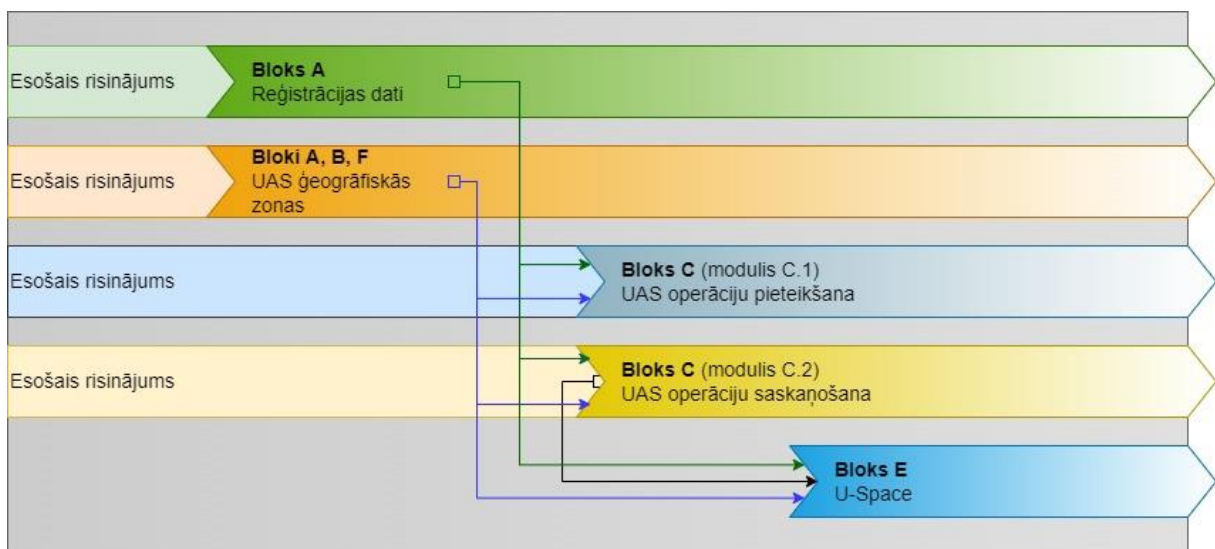 Esošais risinājums
Bloks A
Reģistrācijas dati
Esošais risinājums
Bloki A, B, F
UAS ģeogrāfiskās
zonas
Esošais risinājums
Bloks C (modulis C.1)
UAS operāciju pieteikšana
Esošais risinājums
Bloks C (modulis C.2)
UAS operāciju saskaņošana
Bloks E
U-Space